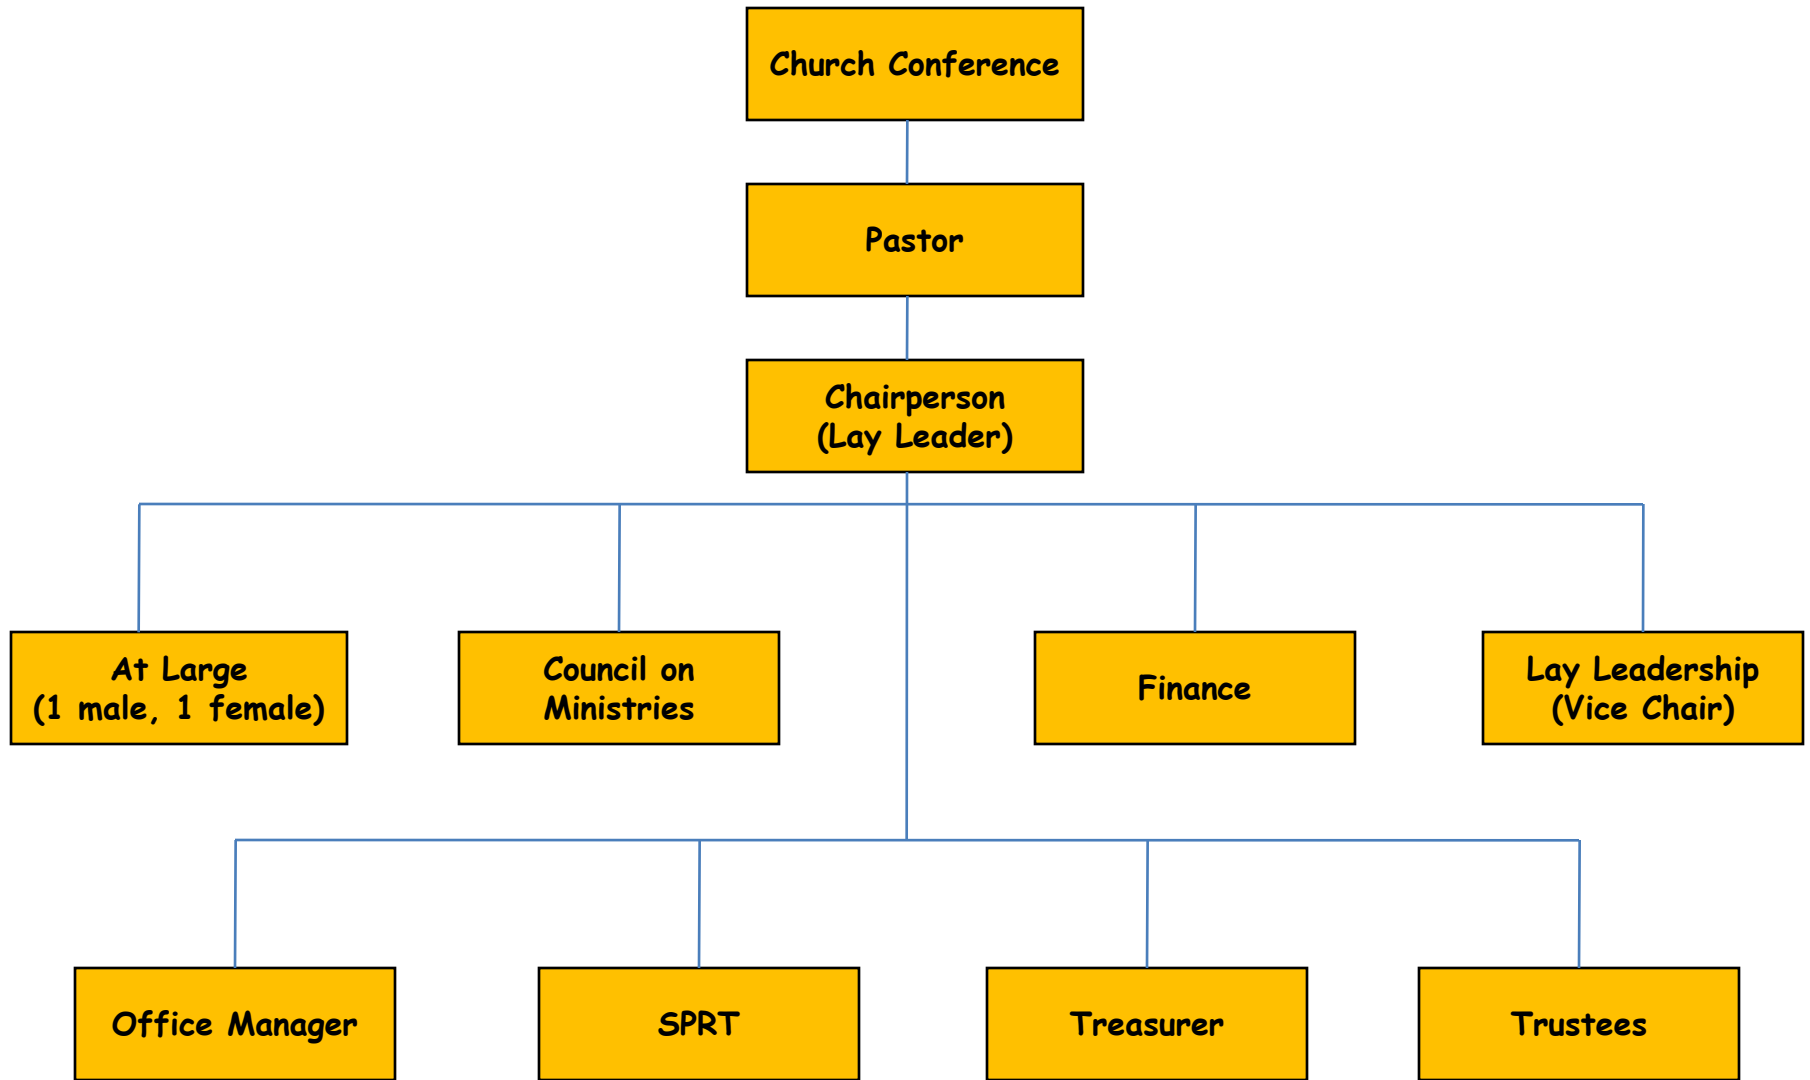 Church Conference
Pastor
Chairperson
(Lay Leader)
At Large
(1 male, 1 female)
Council on
Ministries
Finance
Lay Leadership
(Vice Chair)
Office Manager
SPRT
Treasurer
Trustees